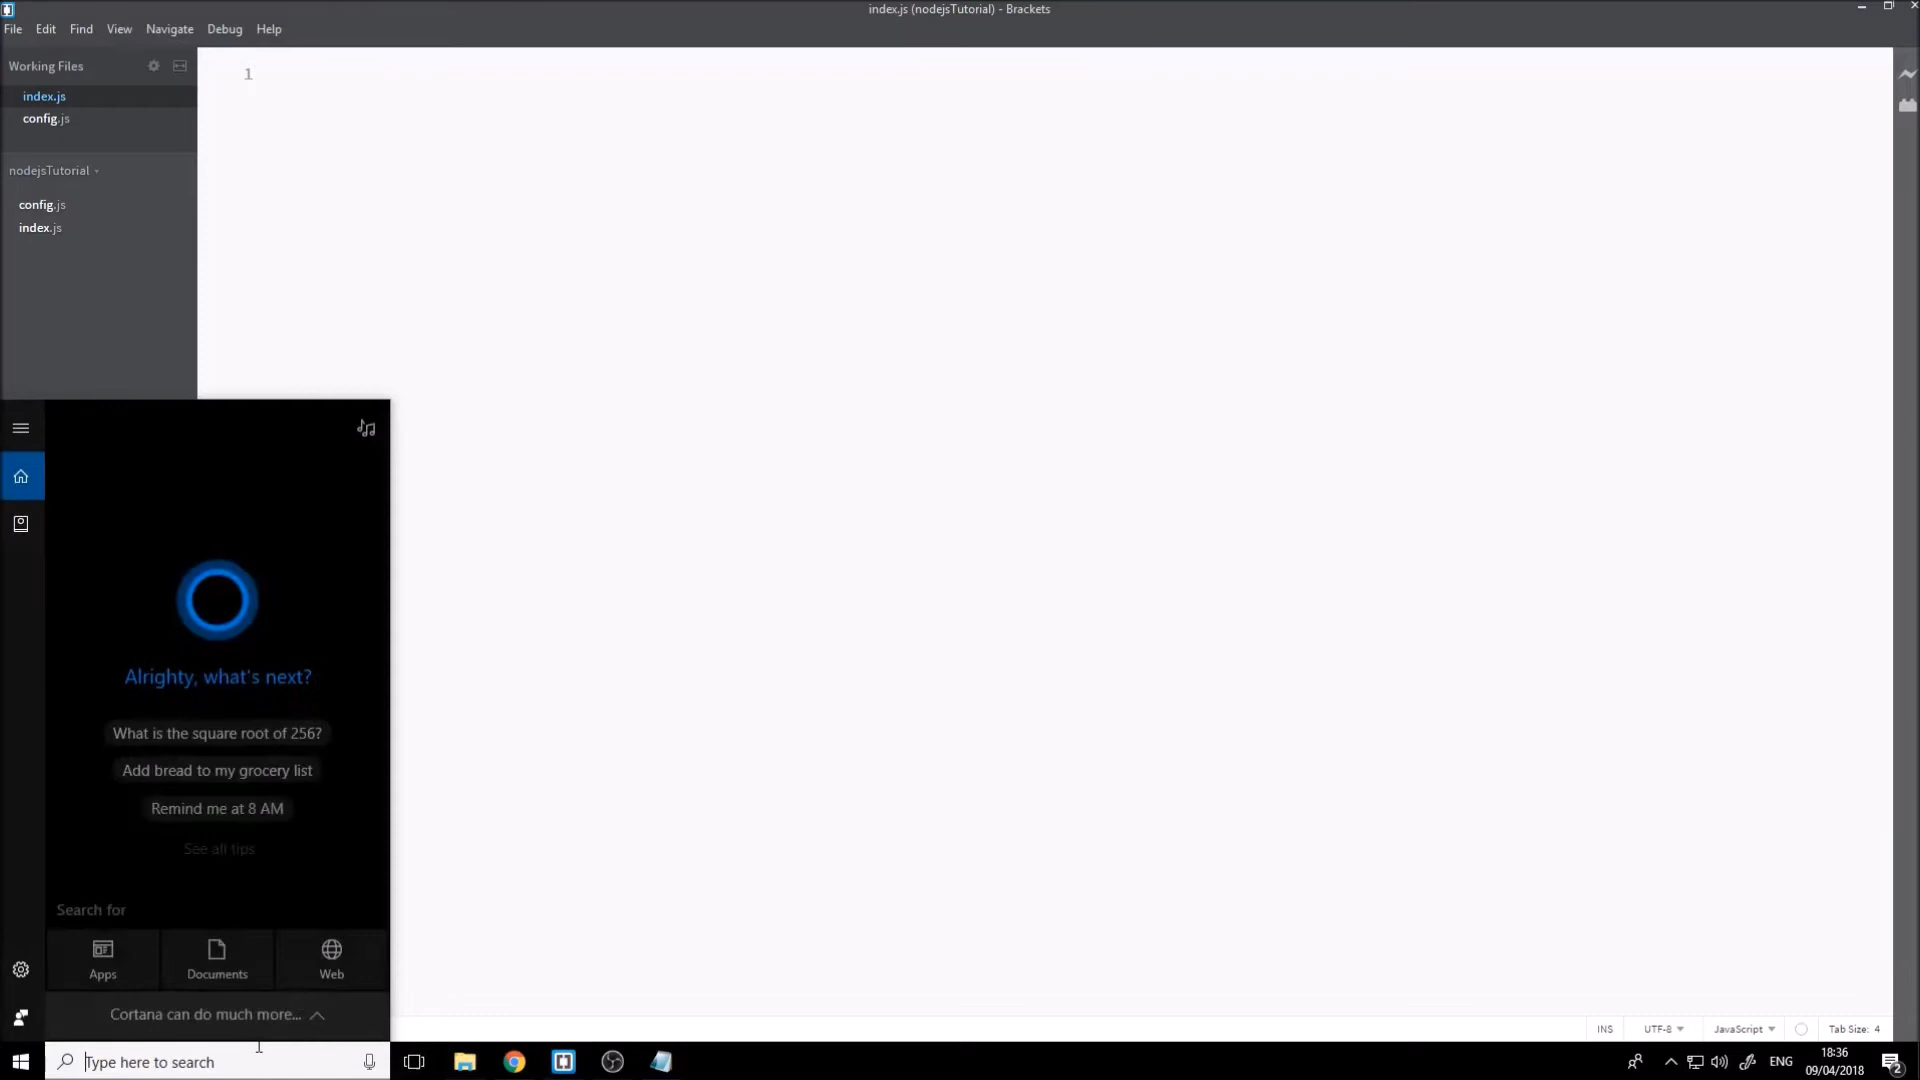 index.js (nodejsTutorial) - Brackets
File Edit Find View Navigate Debug Help
Working Files
index.js
config.js
nodejsTutorial
config.js
index.js
1
Alrighty, what's next?
What is the square root of 256?
Add bread to my grocery list
Remind me at 8 AM
See all tips
Search for
Apps Documents Web
Cortana can do much more...
INS UTF-8 JavaScript Tab Size: 4
Type here to search
ENG
18:36
09/04/2018
2